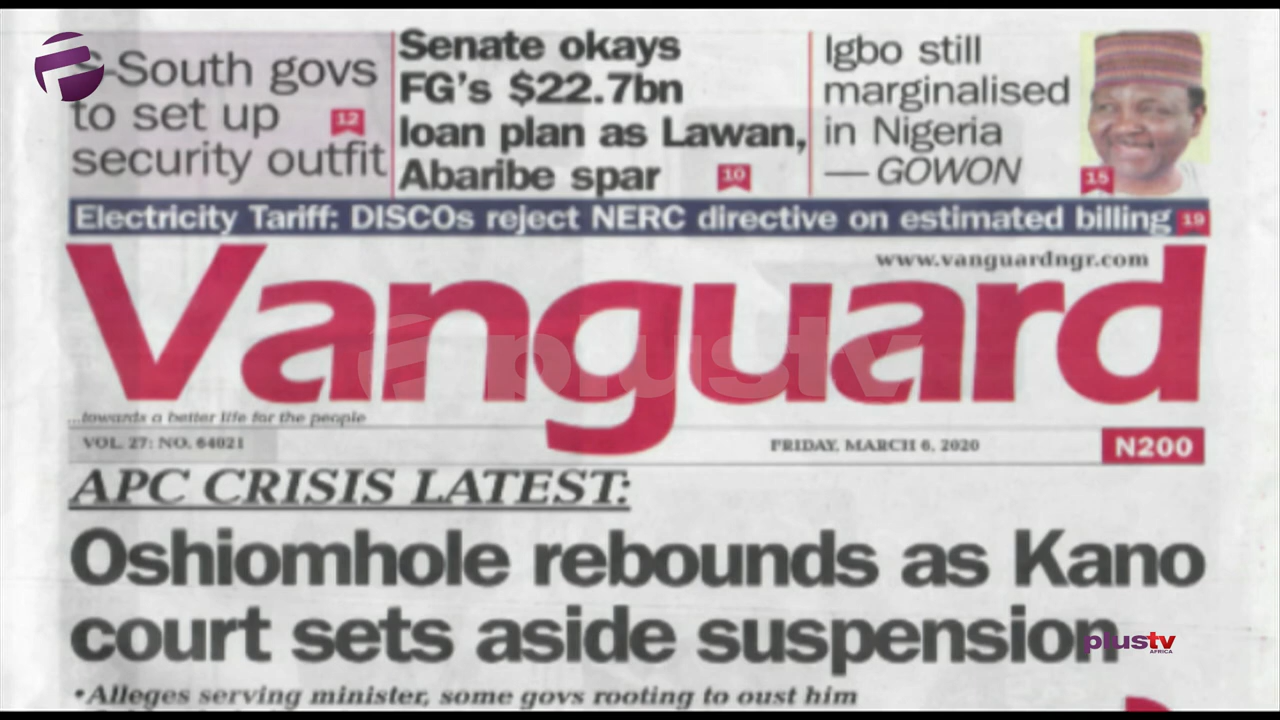 S-South govs
to set up
12
security outfit
Senate okays
FG's $22.7bn
loan plan as Lawan,
Abaribe spar
10
Igbo still
marginalised
in Nigeria
— GOWON
15
Electricity Tariff: DISCOs reject NERC directive on estimated billing 19
www.vanguardngr.com
Vanguard
plustv
...towards a better life for the people
VOL. 27: NO. 64021
FRIDAY, MARCH 6, 2020
N200
APC CRISIS LATEST:
Oshiomhole rebounds as Kano
court sets aside suspension
plustv
AFRICA
•Alleges serving minister, some govs rooting to oust him